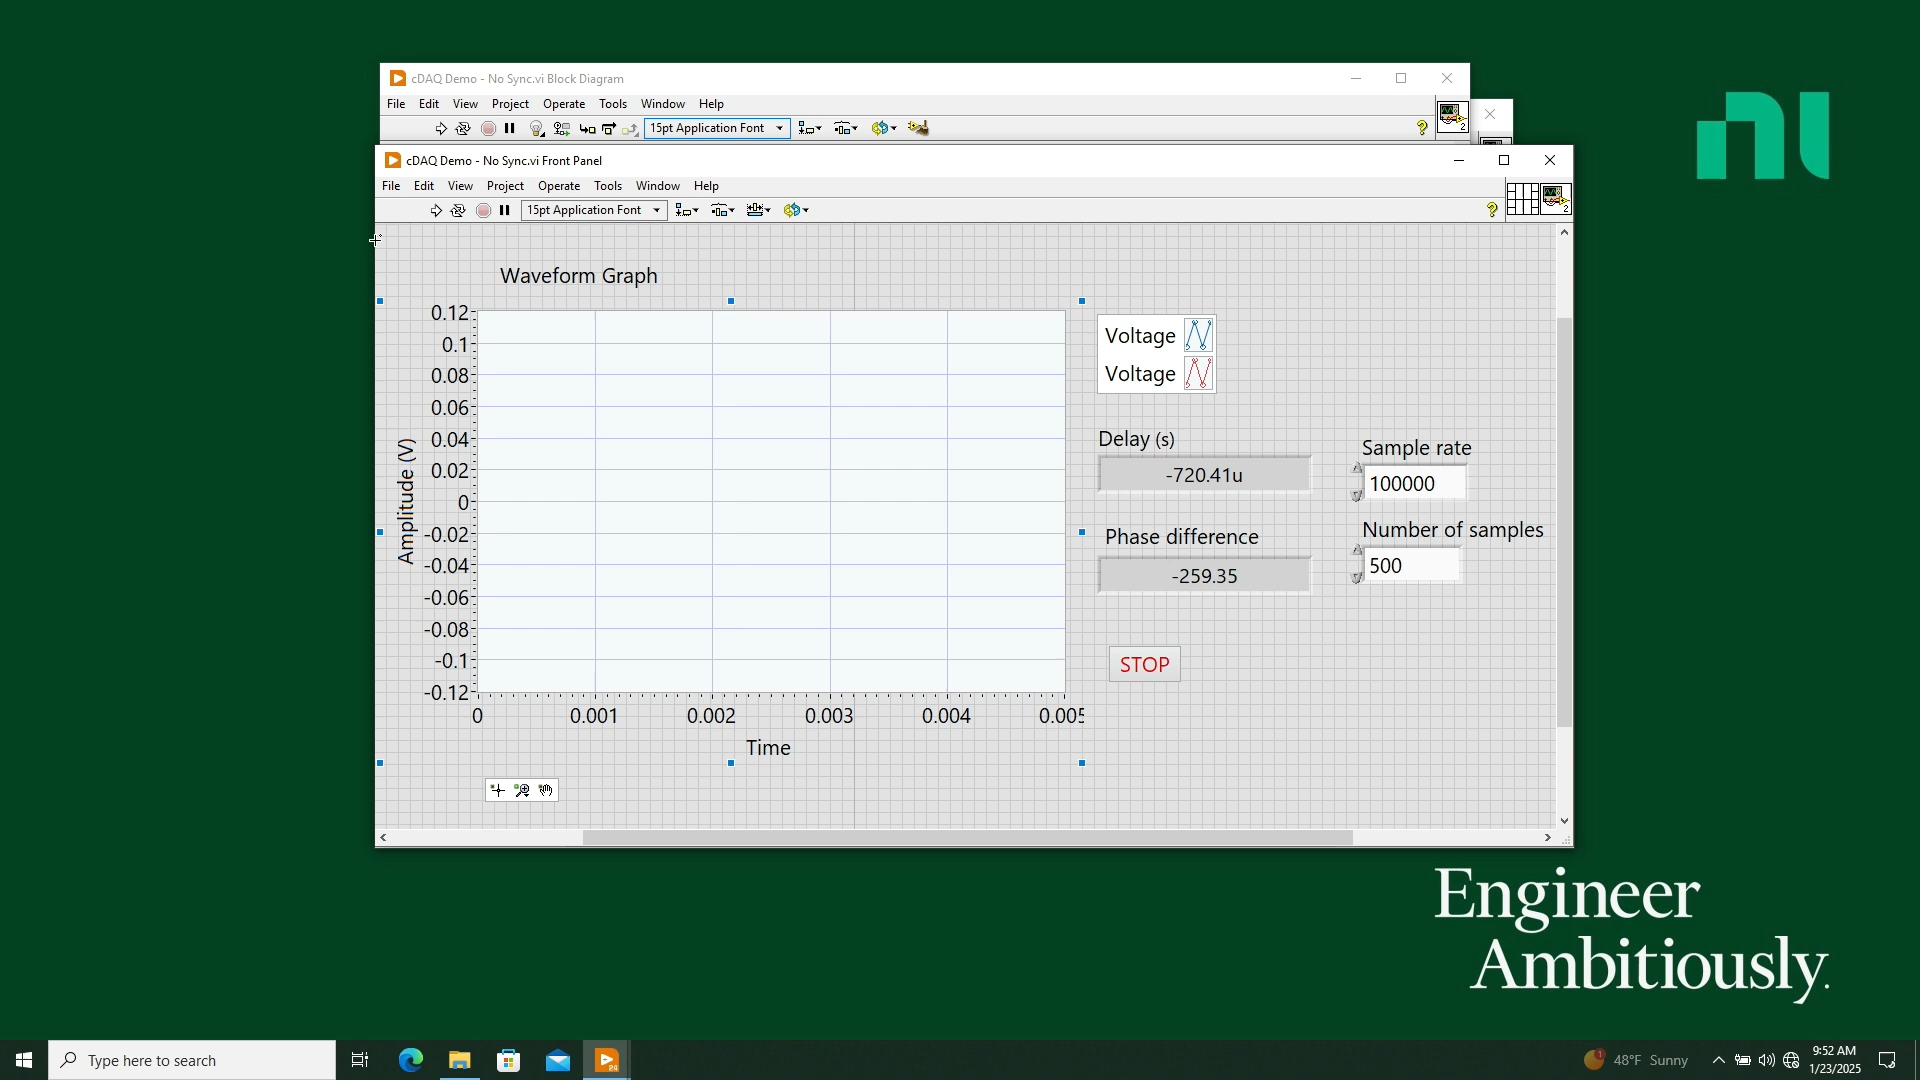 cDAQ Demo - No Sync.vi Block Diagram
File Edit View Project Operate Tools Window Help
15pt Application Font
2
cDAQ Demo - No Sync.vi Front Panel
File Edit View Project Operate Tools Window Help
15pt Application Font
2
Waveform Graph
Amplitude (V)
0.12
0.1
0.08
0.06
0.04
0.02
0
-0.02
-0.04
-0.06
-0.08
-0.1
-0.12
0 0.001 0.002 0.003 0.004 0.005
Time
Voltage
Voltage
Delay (s)
-720.41u
Phase difference
-259.35
STOP
Sample rate
100000
Number of samples
500
ni
Engineer
Ambitiously.
Type here to search
24
1
48°F Sunny
9:52 AM
1/23/2025